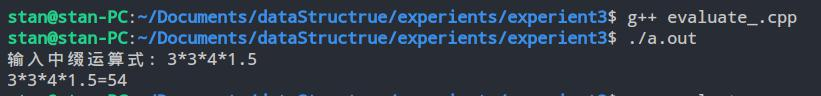 stan@stan-PC:~/Documents/dataStructrue/experients/experient3$ g++ evaluate_.cpp
stan@stan-PC:~/Documents/dataStructrue/experients/experient3$ ./a.out
输入中缀运算式: 3*3*4*1.5
3*3*4*1.5=54